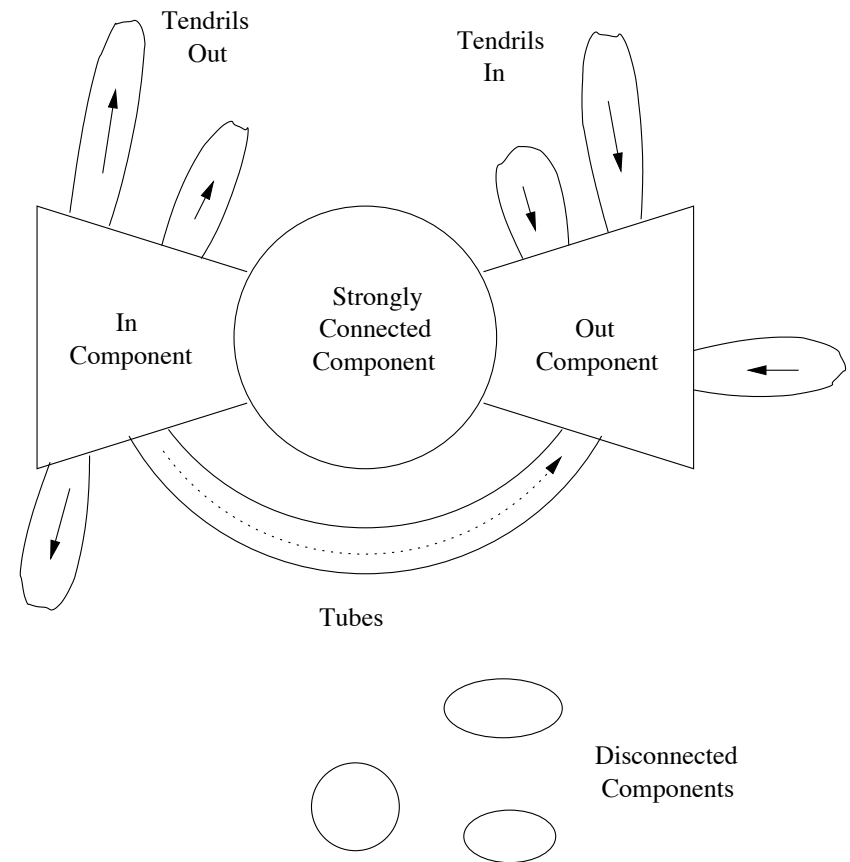 Tendrils
Out
Tendrils
In
In
Component
Strongly
Connected
Component
Out
Component
Tubes
Disconnected
Components